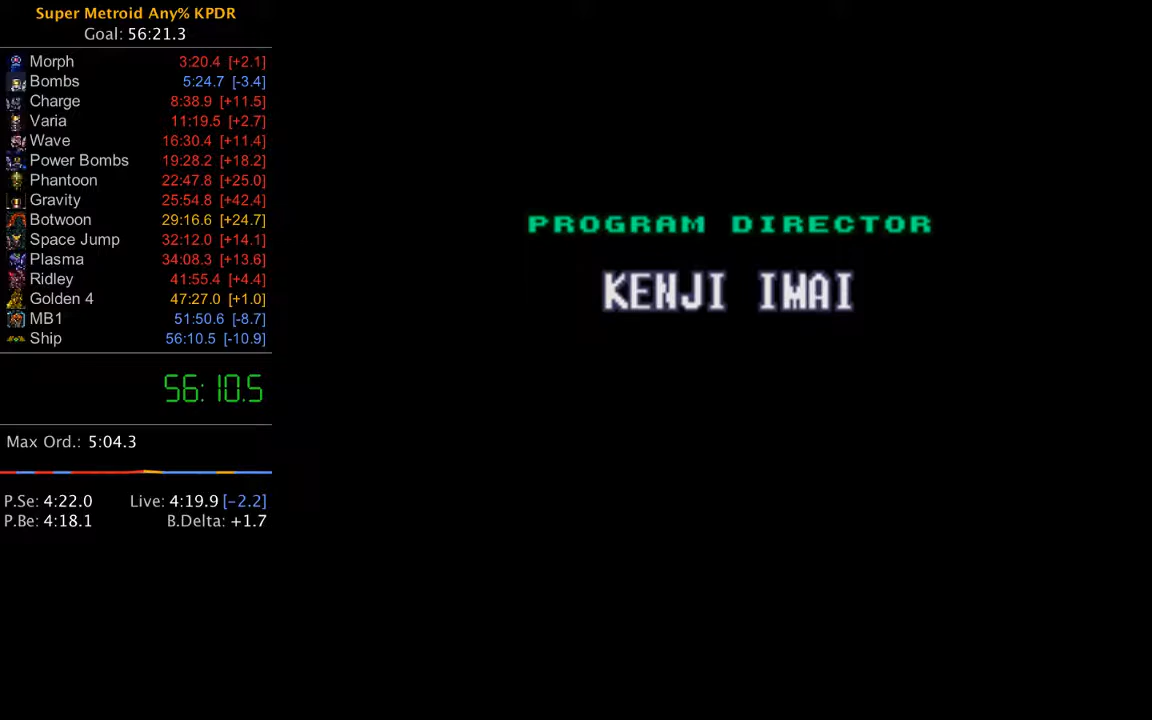 Super Metroid Any% KPDR
Goal: 56:21.3
Morph 3:20.4 [+2.1]
Bombs 5:24.7 [-3.4]
Charge 8:38.9 [+11.5]
Varia 11:19.5 [+2.7]
Wave 16:30.4 [+11.4]
Power Bombs 19:28.2 [+18.2]
Phantoon 22:47.8 [+25.0]
Gravity 25:54.8 [+42.4]
Botwoon 29:16.6 [+24.7]
Space Jump 32:12.0 [+14.1]
Plasma 34:08.3 [+13.6]
Ridley 41:55.4 [+4.4]
Golden 4 47:27.0 [+1.0]
MB1 51:50.6 [-8.7]
Ship 56:10.5 [-10.9]
56:10.5
Max Ord.: 5:04.3
P.Se: 4:22.0 Live: 4:19.9 [-2.2]
P.Be: 4:18.1 B.Delta: +1.7
PROGRAM DIRECTOR
KENJI IMAI